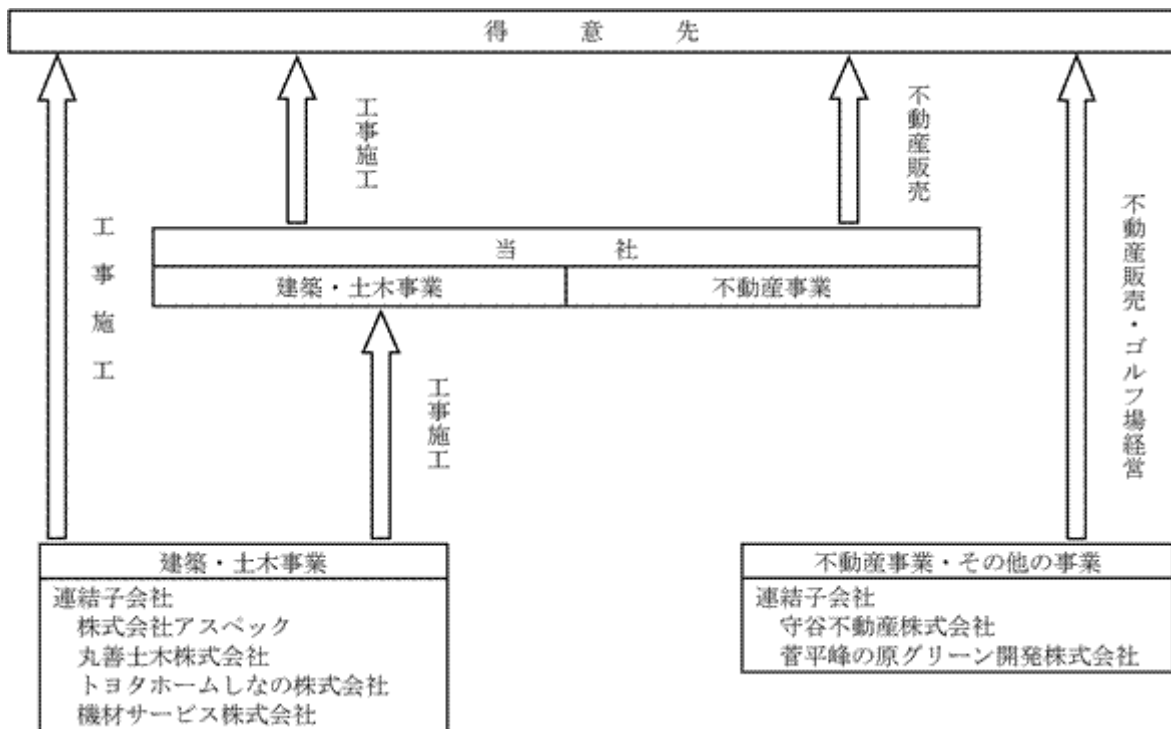 得意先
工事施工
不動産販売
工事施工
不動産販売・ゴルフ場経営
当社
建築・土木事業
不動産事業
工事施工
建築・土木事業
連結子会社
株式会社アスペック
丸善土木株式会社
トヨタホームしなの株式会社
機材サービス株式会社
不動産事業・その他の事業
連結子会社
守谷不動産株式会社
菅平峰の原グリーン開発株式会社